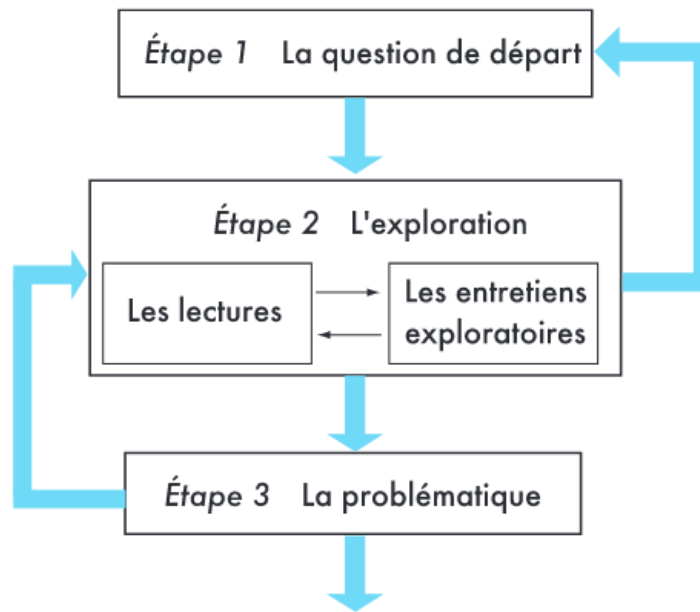 Étape 1 La question de départ
Étape 2 L'exploration
Les lectures
Les entretiens
exploratoires
Étape 3 La problématique